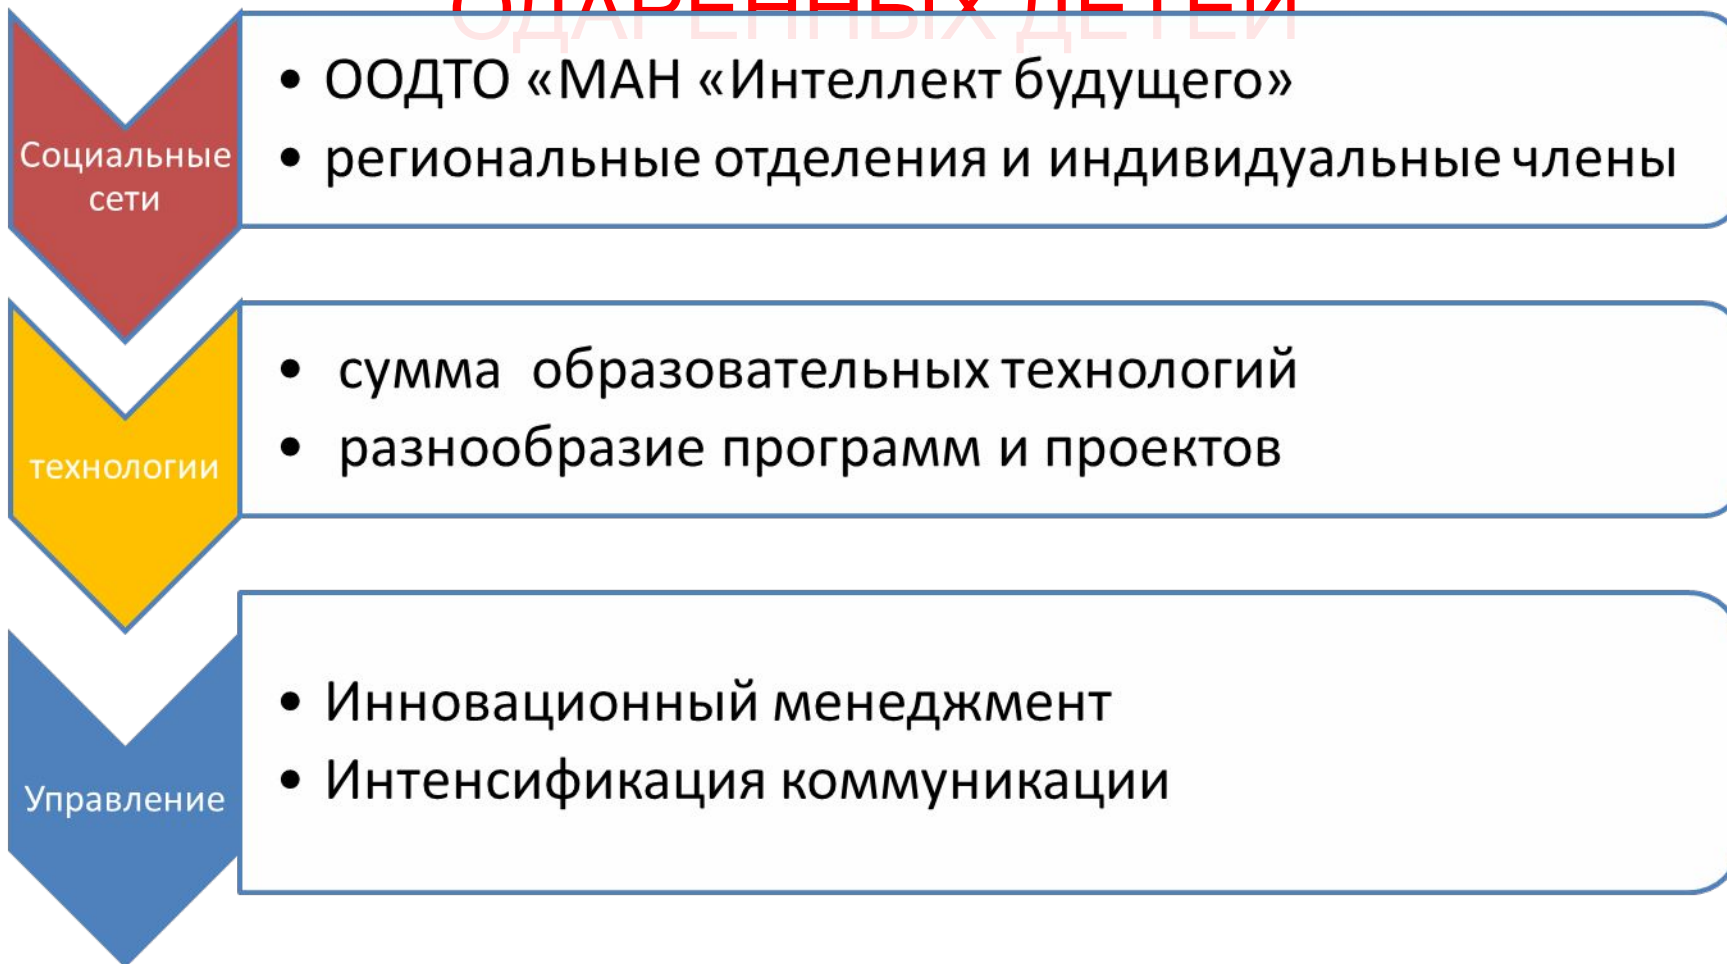 ОДАРЕННЫХ ДЕТЕЙ
Социальные
сети
• ООДТО «МАН «Интеллект будущего»
• региональные отделения и индивидуальные члены
технологии
• сумма образовательных технологий
• разнообразие программ и проектов
Управление
• Инновационный менеджмент
• Интенсификация коммуникации